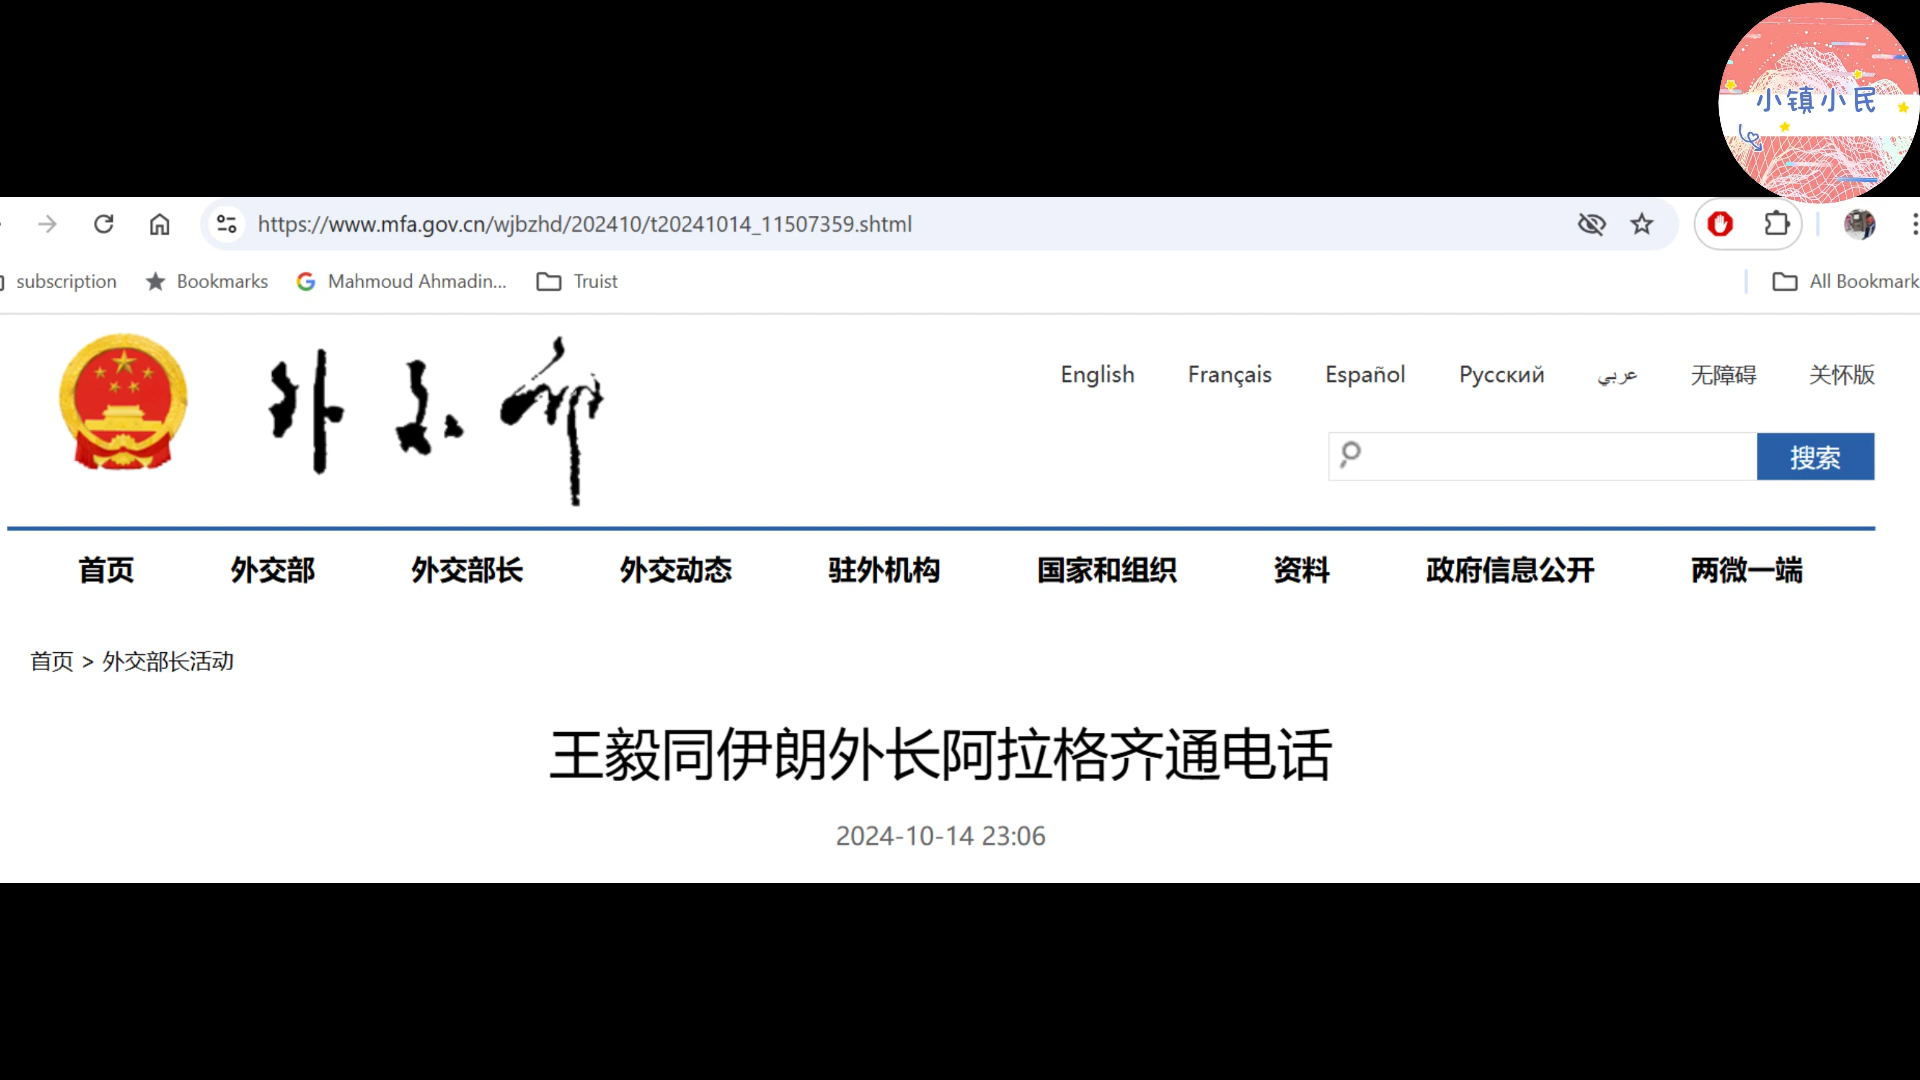 小镇小民
https://www.mfa.gov.cn/wjbzhd/202410/t20241014_11507359.shtml
subscription Bookmarks Mahmoud Ahmadin... Truist All Bookmark
外交部
English Français Español Русский عربي 无障碍 关怀版
搜索
首页 外交部 外交部长 外交动态 驻外机构 国家和组织 资料 政府信息公开 两微一端
首页 > 外交部长活动
王毅同伊朗外长阿拉格齐通电话
2024-10-14 23:06